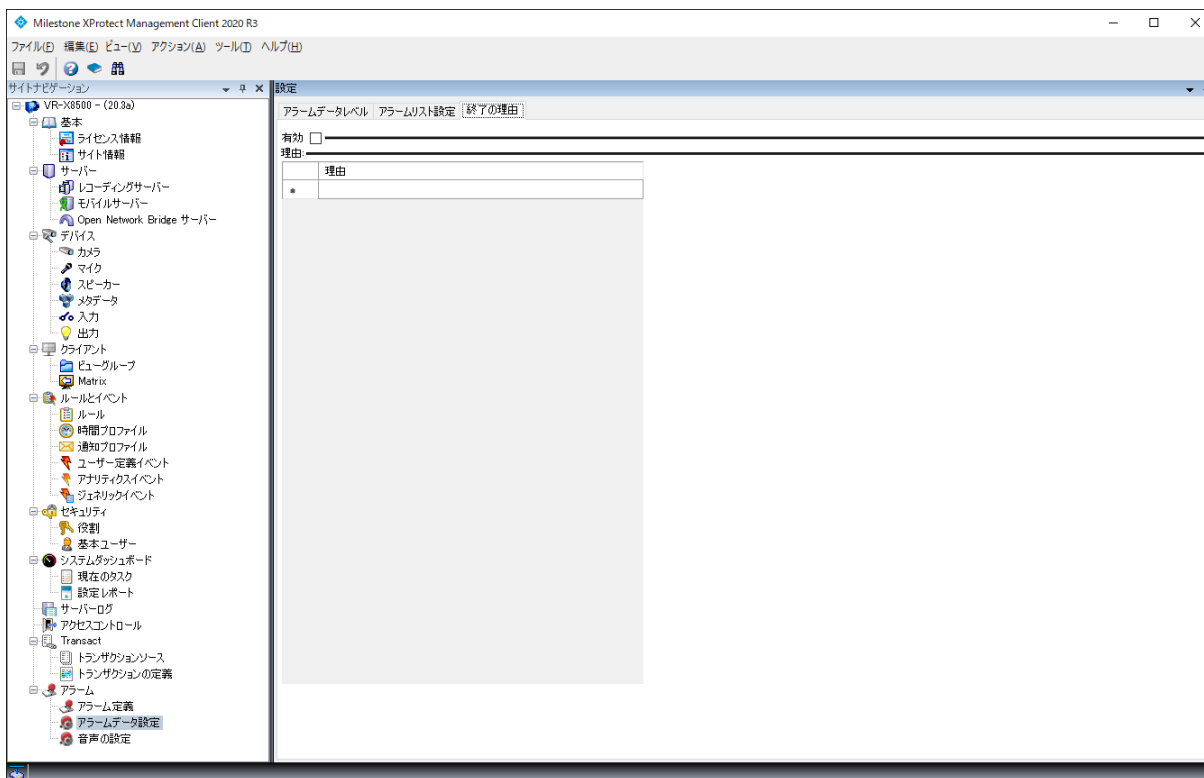 Milestone XProtect Management Client 2020 R3
ファイル(F) 編集(E) ビュー(V) アクション(A) ツール(T) ヘルプ(H)
サイトナビゲーション
VR-X8500 - (20.3a)
基本
ライセンス情報
サイト情報
サーバー
レコーディングサーバー
モバイルサーバー
Open Network Bridge サーバー
デバイス
カメラ
マイク
スピーカー
メタデータ
入力
出力
クライアント
ビューグループ
Matrix
ルールとイベント
ルール
時間プロファイル
通知プロファイル
ユーザー定義イベント
アナリティクスイベント
ジェネリックイベント
セキュリティ
役割
基本ユーザー
システムダッシュボード
現在のタスク
設定レポート
サーバーログ
アクセスコントロール
Transact
トランザクションソース
トランザクションの定義
アラーム
アラーム定義
アラームデータ設定
音声の設定
設定
アラームデータレベル アラームリスト設定 終了の理由
有効
理由:
理由